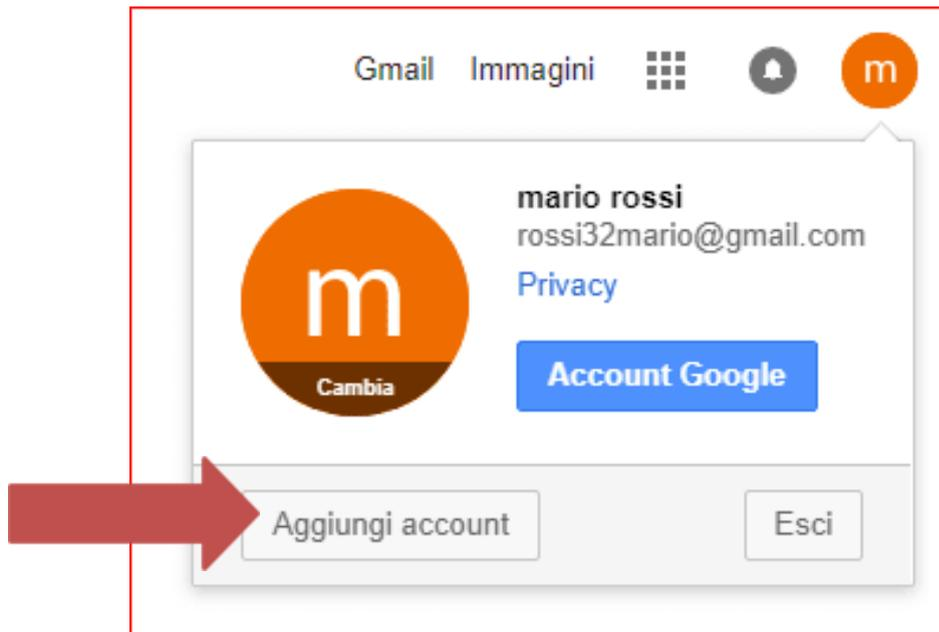 Gmail Immagini m
mario rossi
rossi32mario@gmail.com
Privacy
m
Cambia
Account Google
Aggiungi account Esci